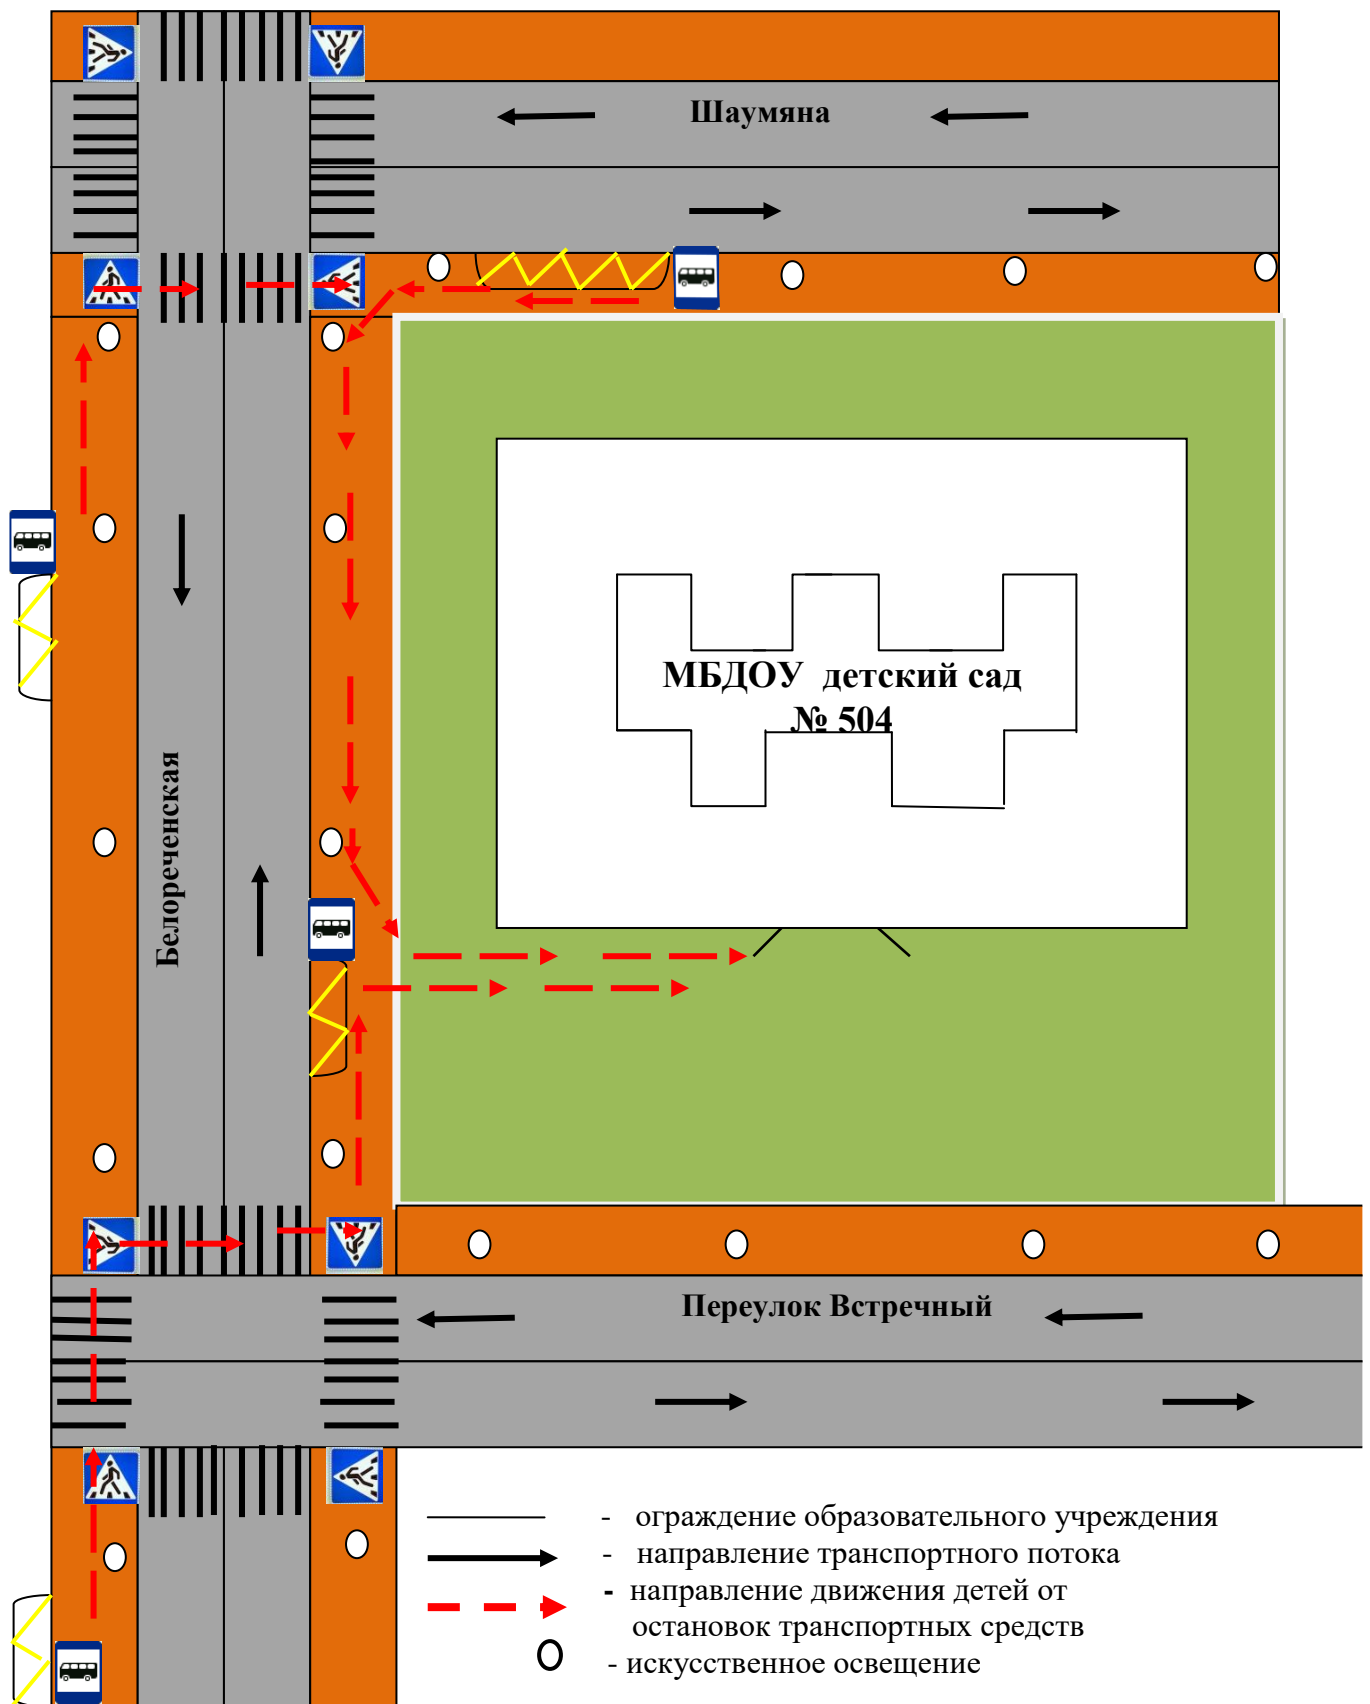 Шаумяна
МБДОУ детский сад
№ 504
Белореченская
Переулок Встречный
- ограждение образовательного учреждения
- направление транспортного потока
- направление движения детей от
остановок транспортных средств
- искусственное освещение